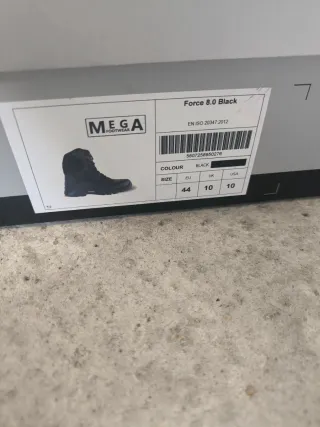 MEGA
FOOTWEAR
Force 8.0 Black
EN ISO 20347:2012
COLOUR BLACK
SIZE EU UK USA
44 10 10